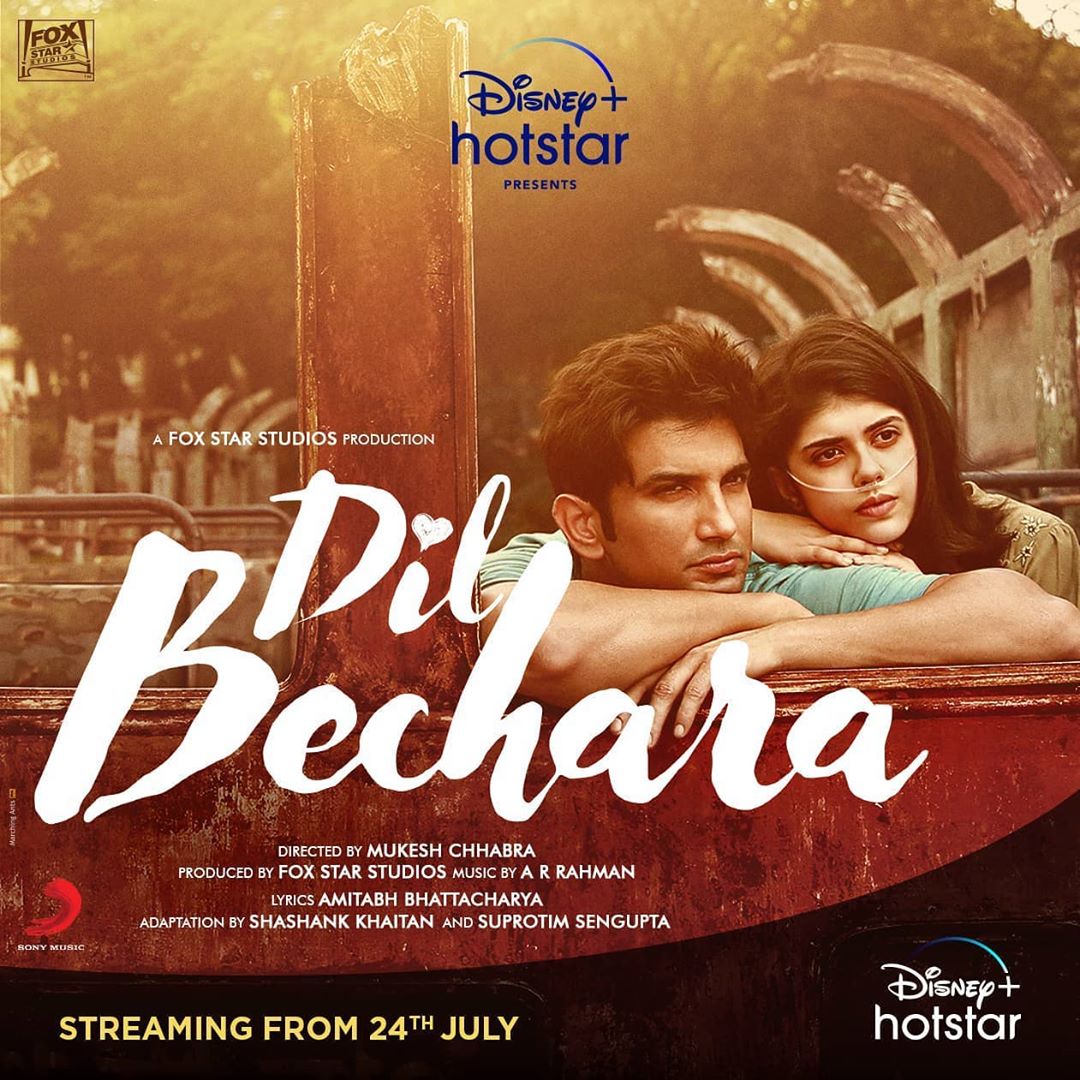 FOX
STAR
STUDIOS
Disney+
hotstar
PRESENTS
A FOX STAR STUDIOS PRODUCTION
Dil
Bechara
DIRECTED BY MUKESH CHHABRA
PRODUCED BY FOX STAR STUDIOS MUSIC BY A R RAHMAN
LYRICS AMITABH BHATTACHARYA
ADAPTATION BY SHASHANK KHAITAN AND SUPROTIM SENGUPTA
Marching Ants
SONY MUSIC
STREAMING FROM 24TH JULY
Disney+
hotstar